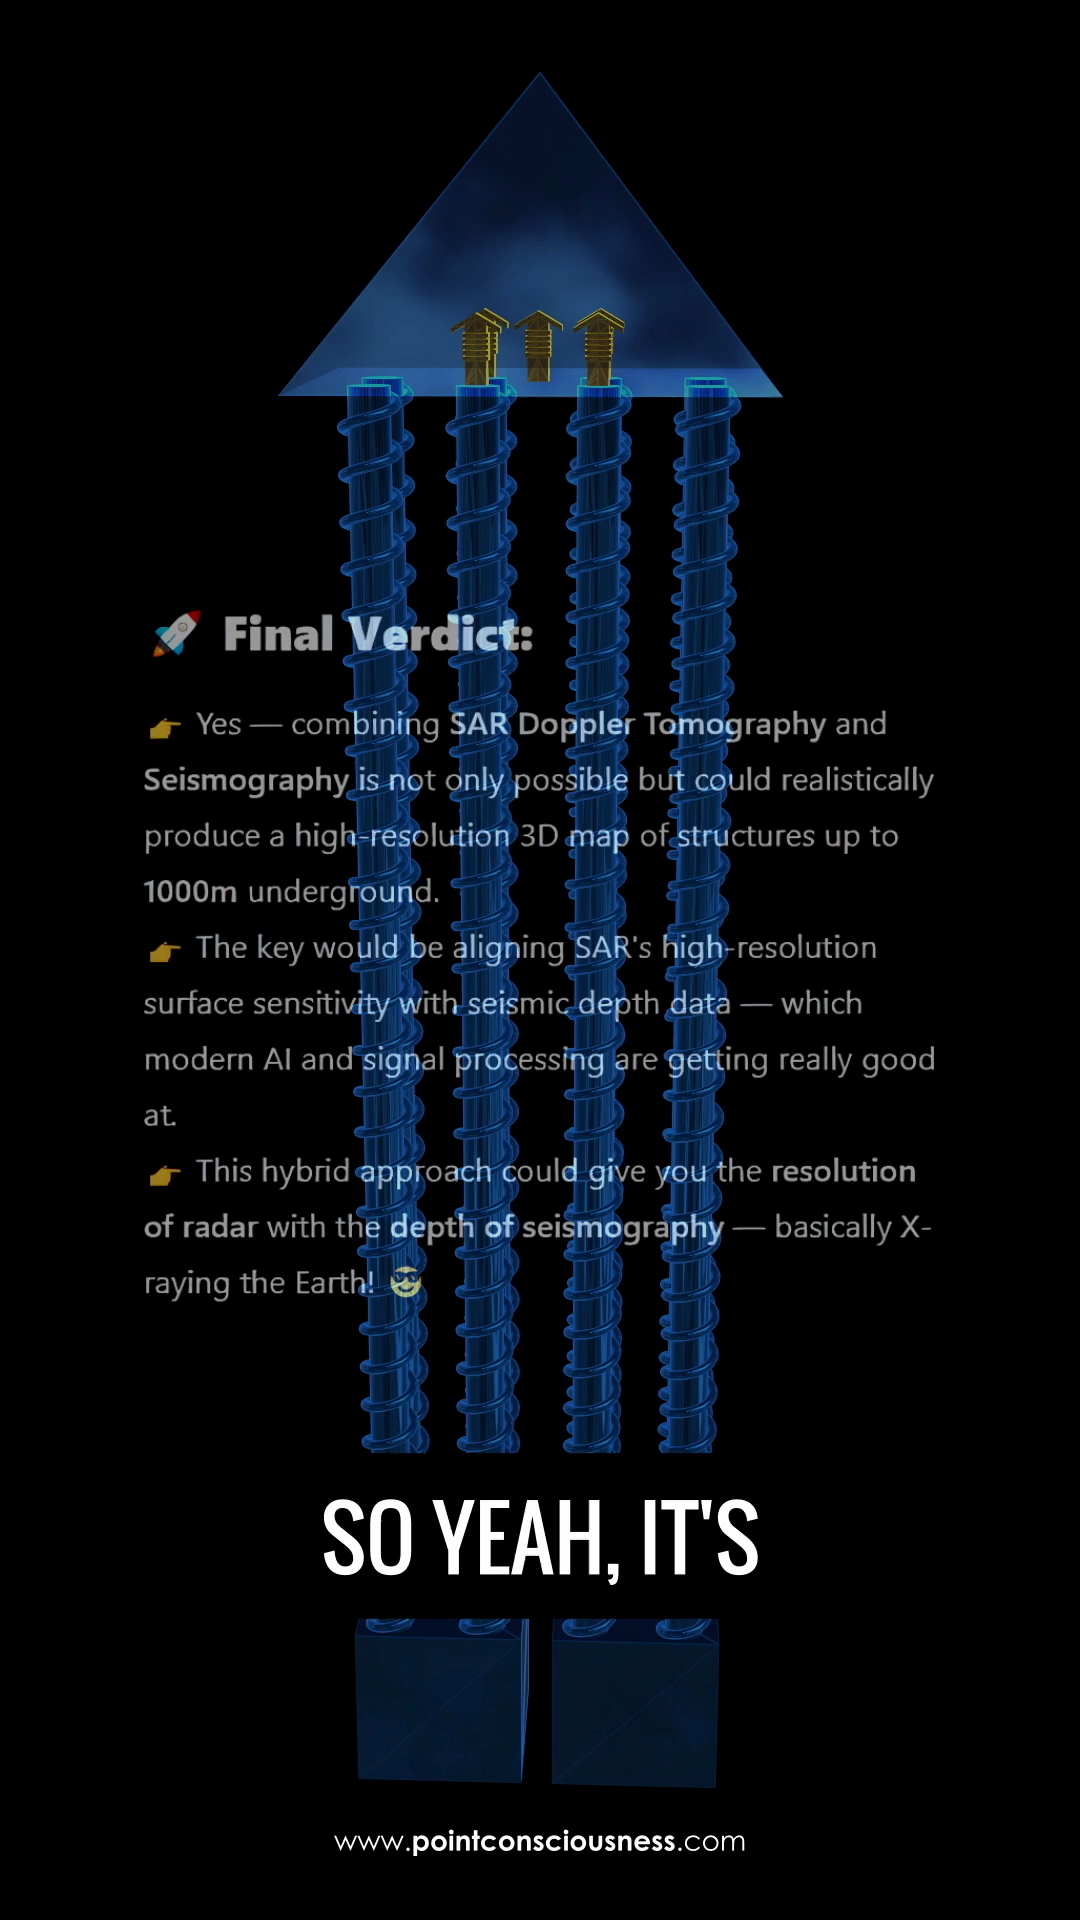 🚀 Final Verdict:
👉 Yes — combining SAR Doppler Tomography and
Seismography is not only possible but could realistically
produce a high-resolution 3D map of structures up to
1000m underground.
👉 The key would be aligning SAR's high-resolution
surface sensitivity with seismic depth data — which
modern AI and signal processing are getting really good
at.
👉 This hybrid approach could give you the resolution
of radar with the depth of seismography — basically X-
raying the Earth! 😎
SO YEAH, IT'S
www.pointconsciousness.com